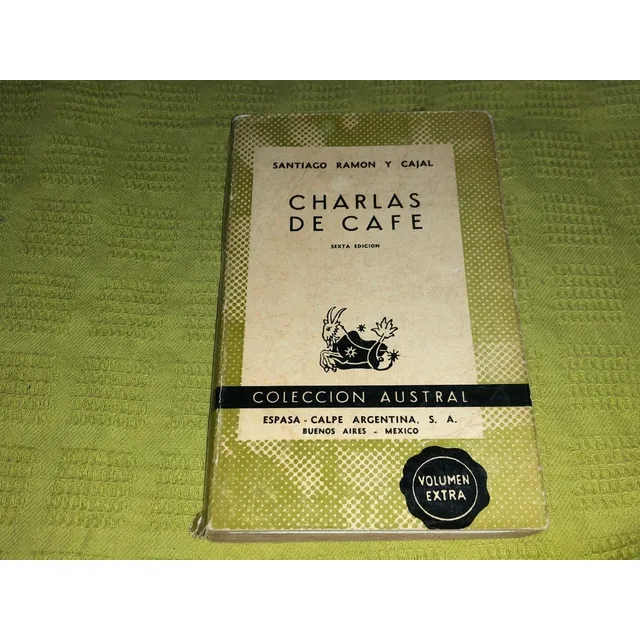 SANTIAGO RAMON Y CAJAL
CHARLAS
DE CAFE
SEXTA EDICION
COLECCION AUSTRAL
ESPASA - CALPE ARGENTINA, S. A.
BUENOS AIRES - MEXICO
VOLUMEN
EXTRA